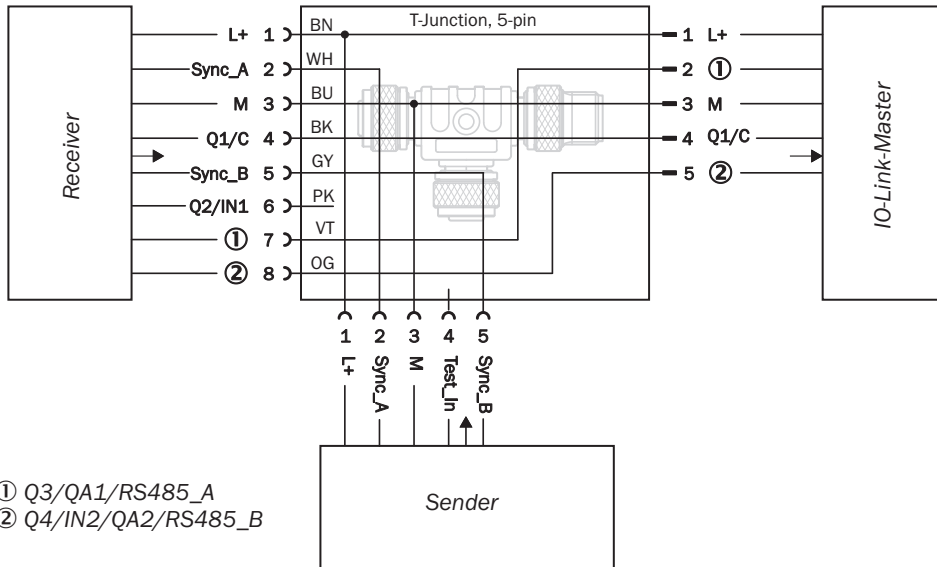 T-Junction, 5-pin
Receiver
L+ 1 BN
Sync_A 2 WH
M 3 BU
Q1/C 4 BK
Sync_B 5 GY
Q2/IN1 6 PK
① 7 VT
② 8 OG
1 L+
2 ①
3 M
4 Q1/C
5 ②
IO-Link-Master
1 2 3 4 5
L+
Sync_A
M
Test_In
Sync_B
Sender
① Q3/QA1/RS485_A
② Q4/IN2/QA2/RS485_B